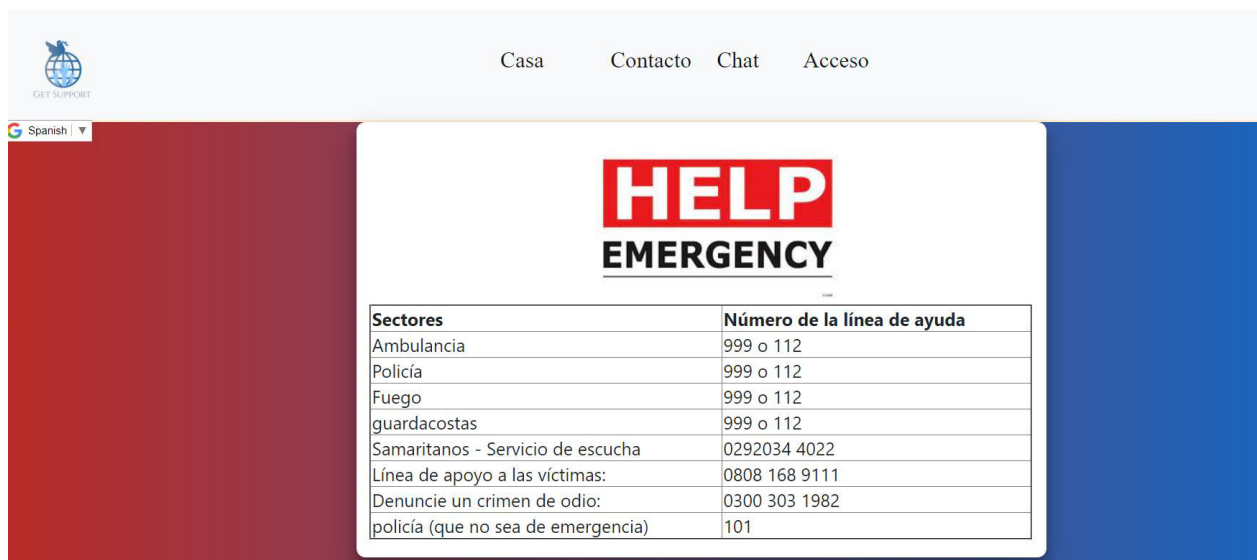 Casa Contacto Chat Acceso
GET SUPPORT
Spanish ▼
HELP
EMERGENCY
Sectores Número de la línea de ayuda
Ambulancia 999 o 112
Policía 999 o 112
Fuego 999 o 112
guardacostas 999 o 112
Samaritanos - Servicio de escucha 0292034 4022
Línea de apoyo a las víctimas: 0808 168 9111
Denuncie un crimen de odio: 0300 303 1982
policía (que no sea de emergencia) 101